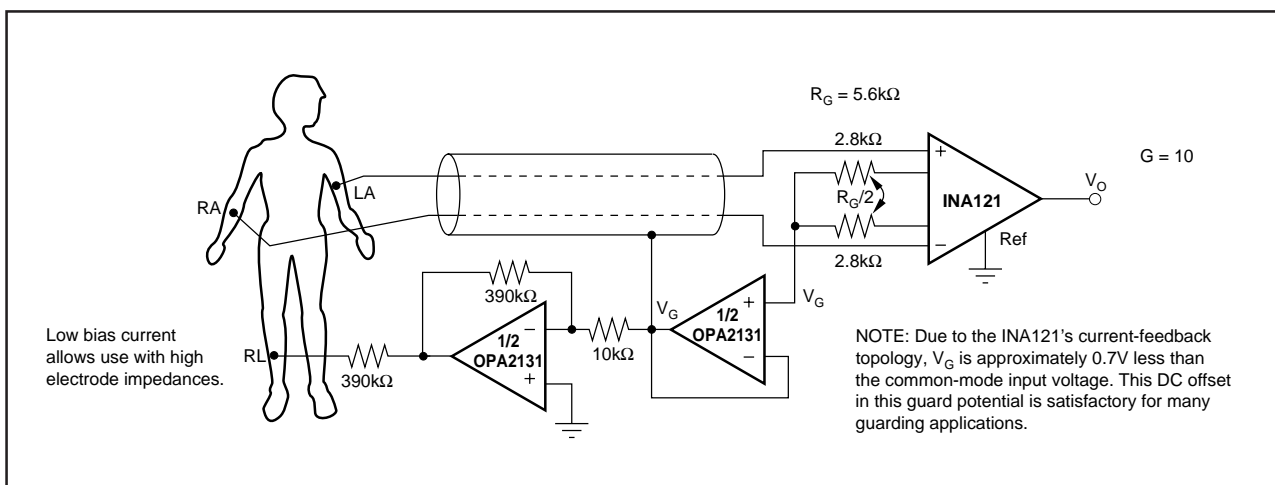 R_G = 5.6kΩ
2.8kΩ
+
G = 10
V_O
LA
RA
R_G/2
INA121
−
Ref
2.8kΩ
390kΩ
V_G
+
V_G
1/2
OPA2131
−
10kΩ
−
1/2
OPA2131
+
RL
390kΩ
Low bias current
allows use with high
electrode impedances.
NOTE: Due to the INA121's current-feedback
topology, V_G is approximately 0.7V less than
the common-mode input voltage. This DC offset
in this guard potential is satisfactory for many
guarding applications.